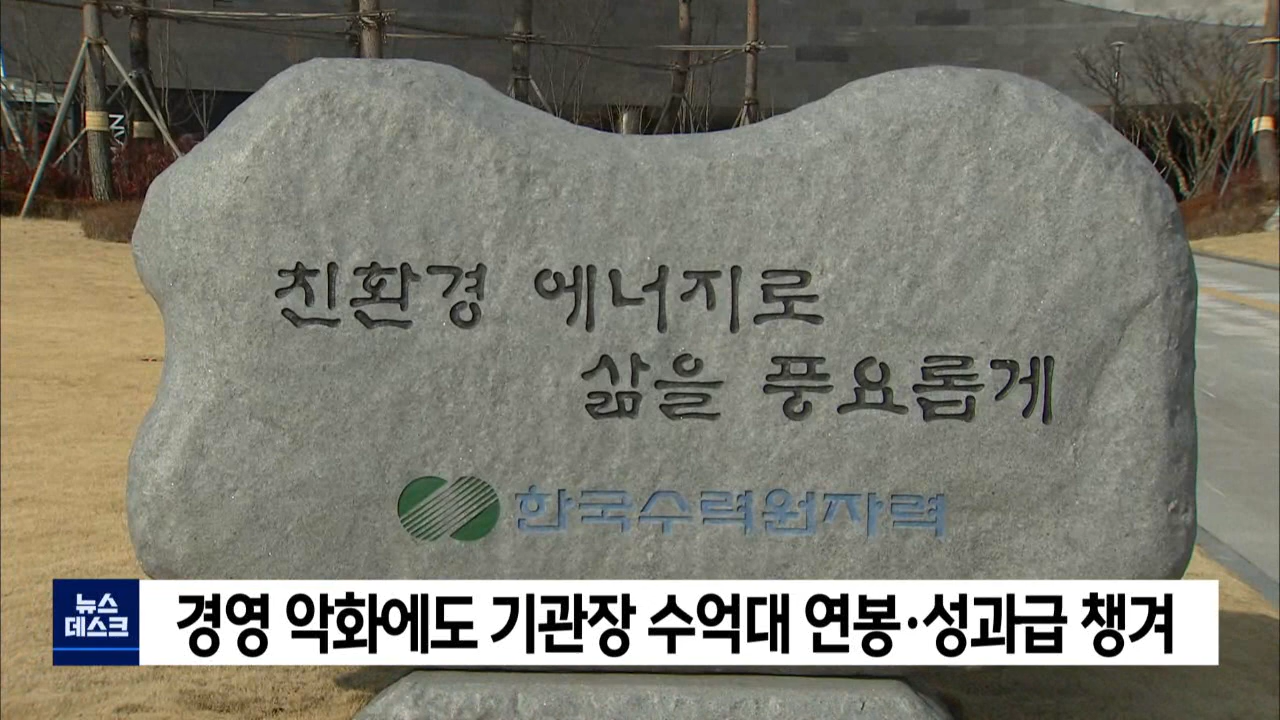 친환경 에너지로
삶을 풍요롭게
한국수력원자력
뉴스
데스크
경영 악화에도 기관장 수억대 연봉·성과급 챙겨